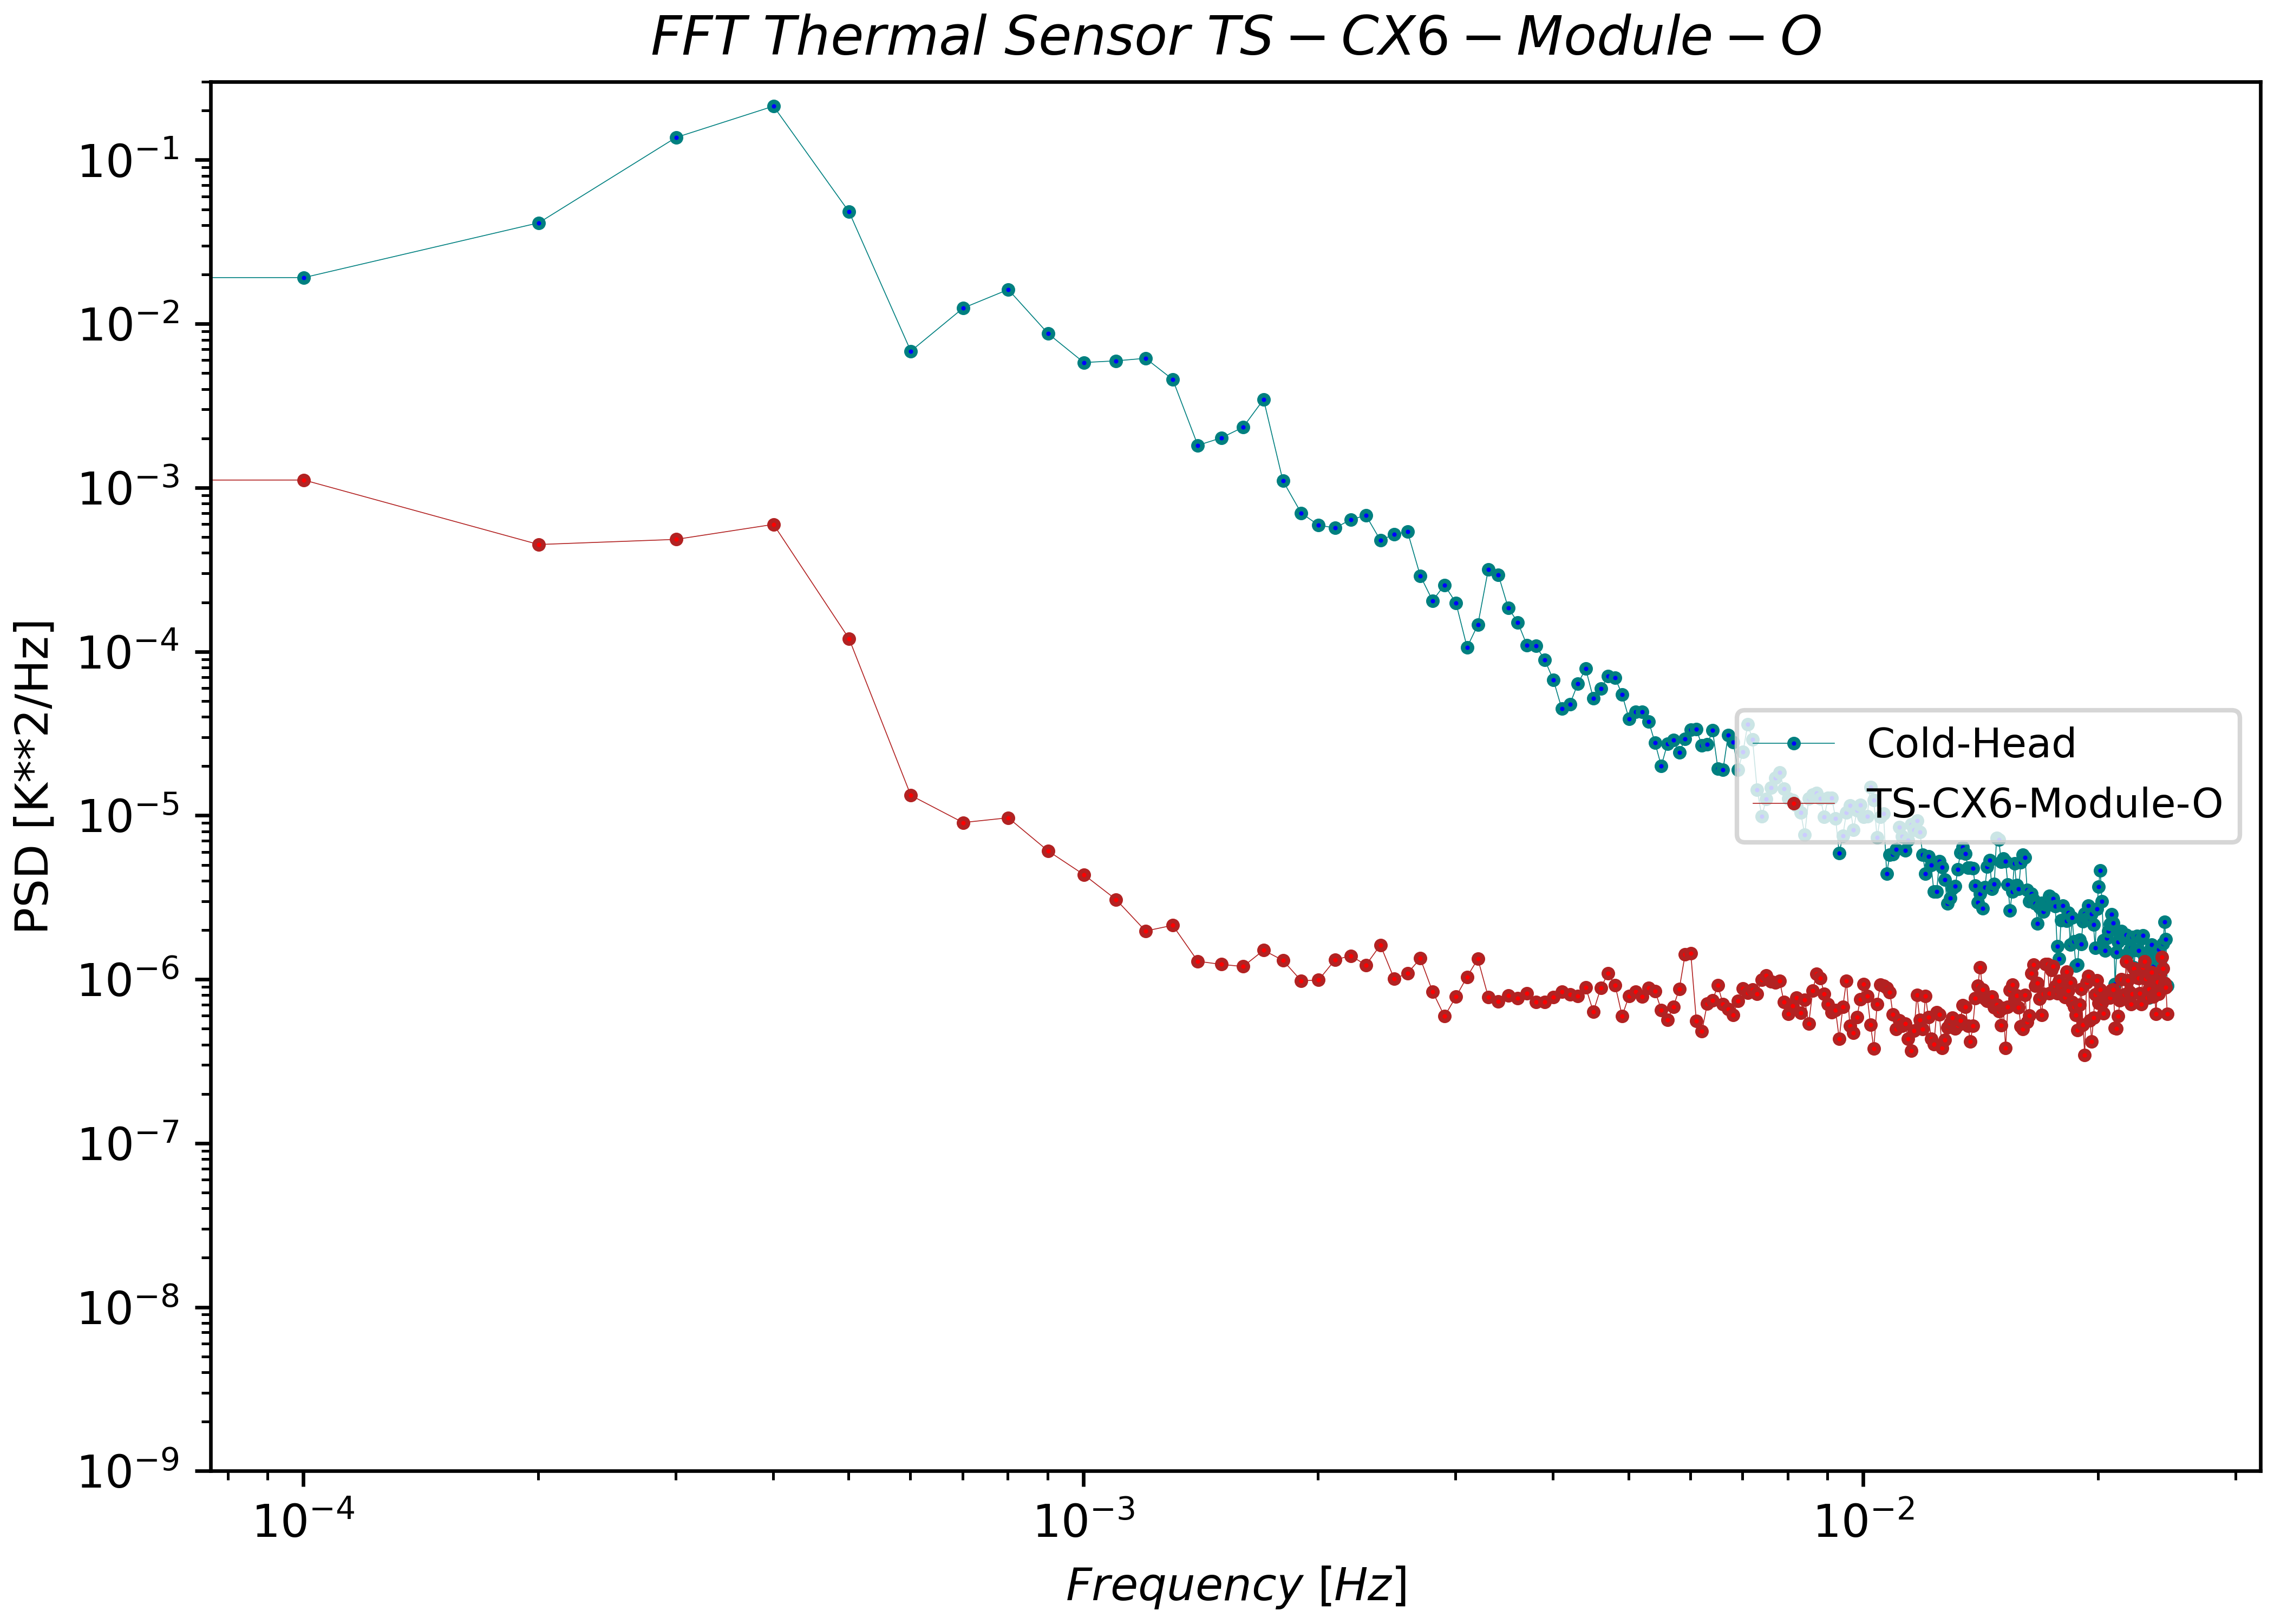 FFT Thermal Sensor TS − CX6 − Module − O
PSD [K**2/Hz]
10⁻¹
10⁻²
10⁻³
10⁻⁴
10⁻⁵
10⁻⁶
10⁻⁷
10⁻⁸
10⁻⁹
Cold-Head
TS-CX6-Module-O
10⁻⁴ 10⁻³ 10⁻²
Frequency [Hz]